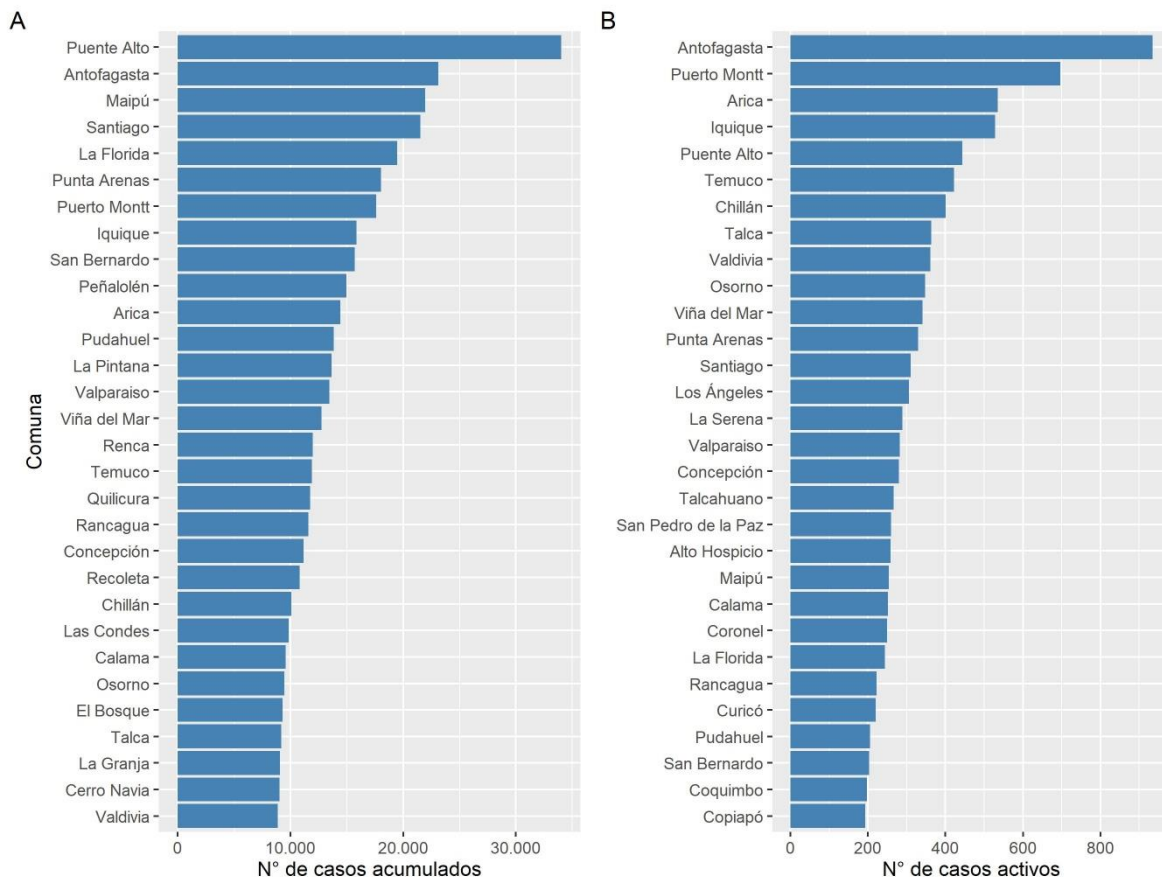 A
Puente Alto
Antofagasta
Maipú
Santiago
La Florida
Punta Arenas
Puerto Montt
Iquique
San Bernardo
Peñalolén
Arica
Pudahuel
La Pintana
Valparaiso
Viña del Mar
Renca
Temuco
Quilicura
Rancagua
Concepción
Recoleta
Chillán
Las Condes
Calama
Osorno
El Bosque
Talca
La Granja
Cerro Navia
Valdivia
Comuna
0 10.000 20.000 30.000
N° de casos acumulados
B
Antofagasta
Puerto Montt
Arica
Iquique
Puente Alto
Temuco
Chillán
Talca
Valdivia
Osorno
Viña del Mar
Punta Arenas
Santiago
Los Ángeles
La Serena
Valparaiso
Concepción
Talcahuano
San Pedro de la Paz
Alto Hospicio
Maipú
Calama
Coronel
La Florida
Rancagua
Curicó
Pudahuel
San Bernardo
Coquimbo
Copiapó
0 200 400 600 800
N° de casos activos